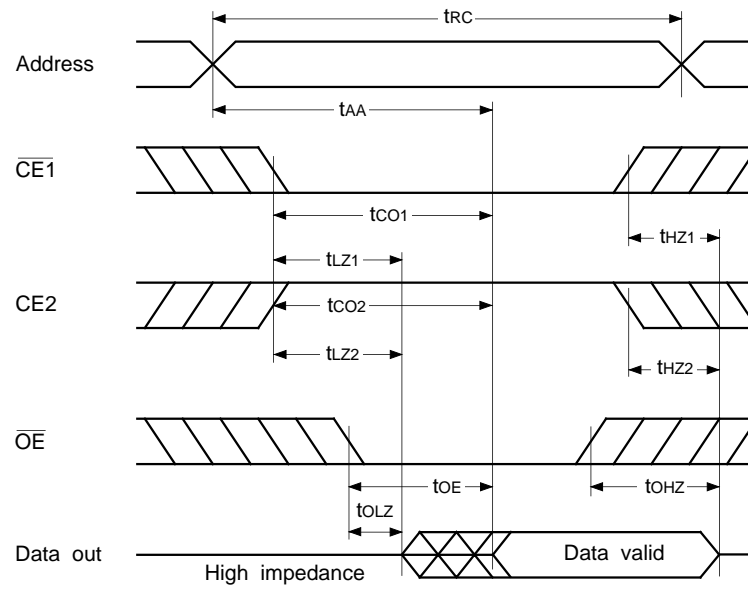 tRC
Address
tAA
CE1
tCO1
tHZ1
tLZ1
CE2
tCO2
tLZ2
tHZ2
OE
tOE
tOHZ
tOLZ
Data out
Data valid
High impedance